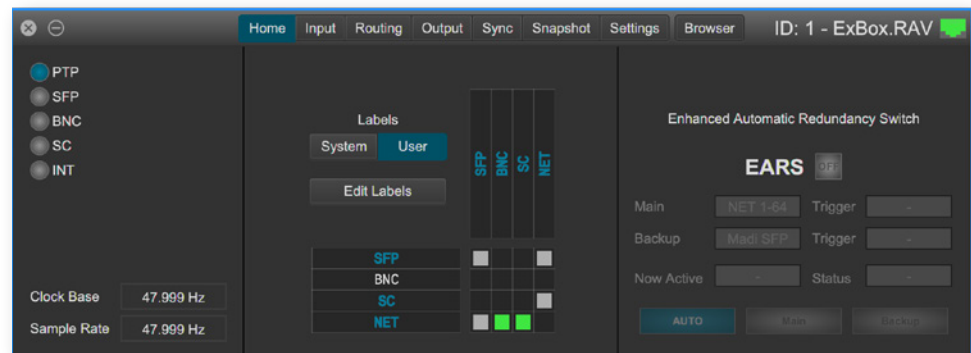 Home Input Routing Output Sync Snapshot Settings Browser ID: 1 - ExBox.RAV
PTP
SFP
BNC
SC
INT
Clock Base 47.999 Hz
Sample Rate 47.999 Hz
Labels
System User
Edit Labels
SFP
BNC
SC
NET
SFP
BNC
SC
NET
Enhanced Automatic Redundancy Switch
EARS OFF
Main NET 1-64 Trigger -
Backup Madi SFP Trigger -
Now Active - Status -
AUTO Main Backup